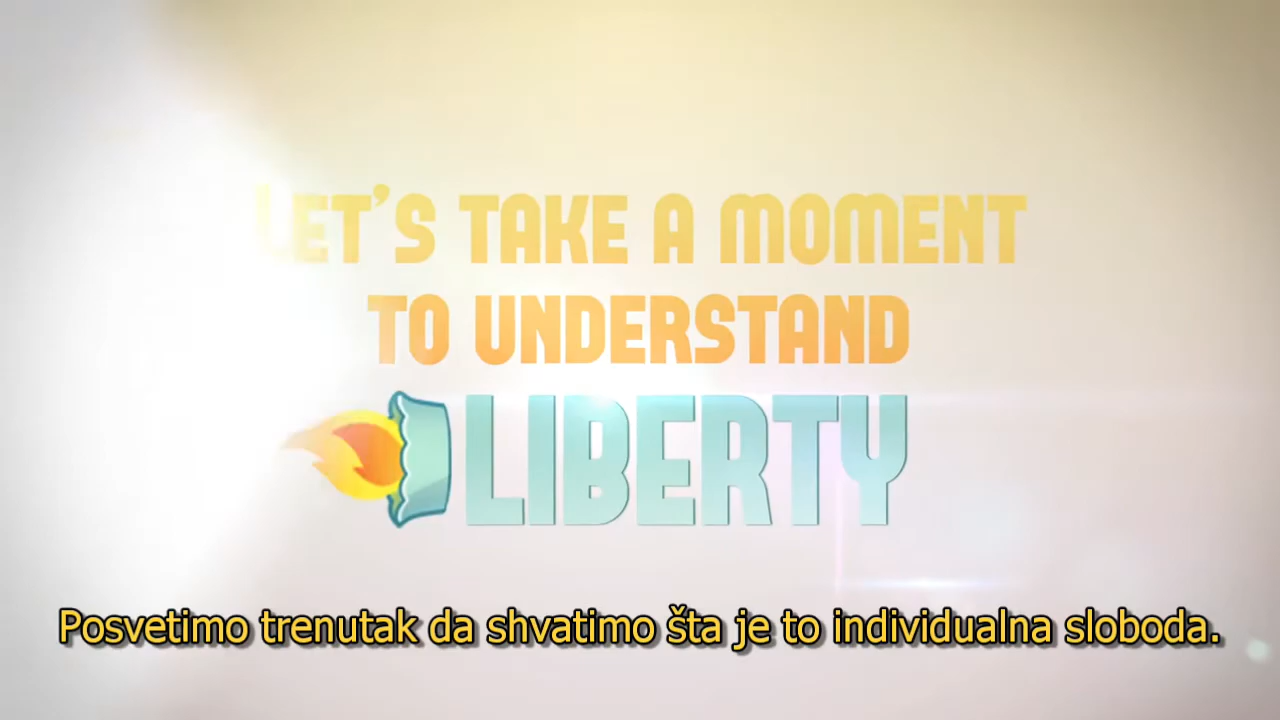 LET'S TAKE A MOMENT
TO UNDERSTAND
LIBERTY
Posvetimo trenutak da shvatimo šta je to individualna sloboda.